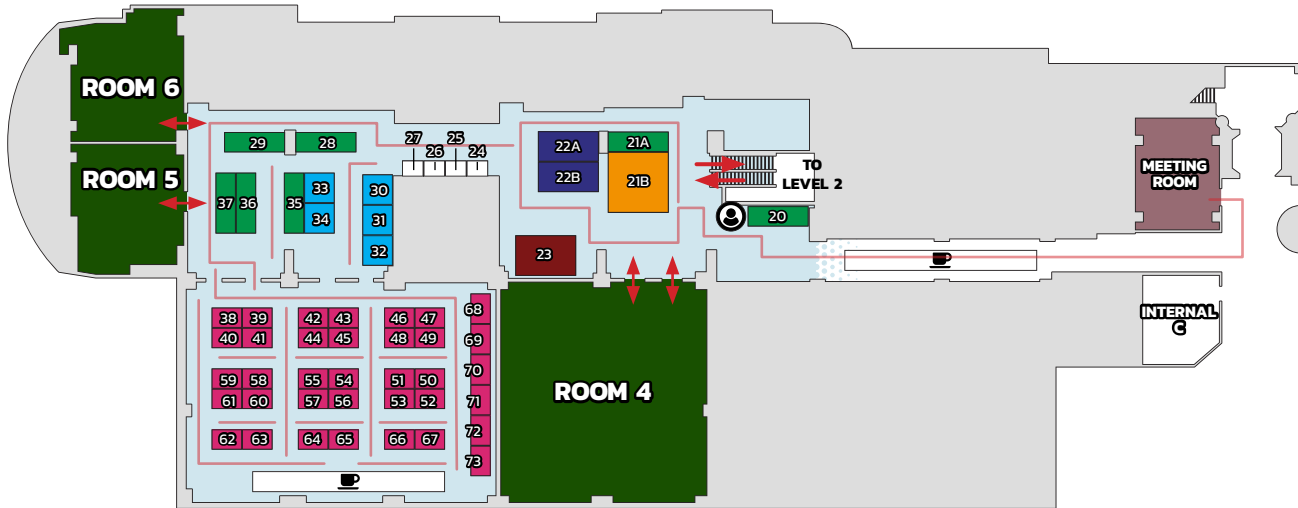 ROOM 6
ROOM 5
29
28
27
26
25
24
22A
22B
21A
21B
TO
LEVEL 2
20
MEETING
ROOM
37
36
35
33
34
30
31
32
23
INTERNAL
C
ROOM 4
38 39
40 41
42 43
44 45
46 47
48 49
59 58
61 60
55 54
57 56
51 50
53 52
62 63
64 65
66 67
68
69
70
71
72
73